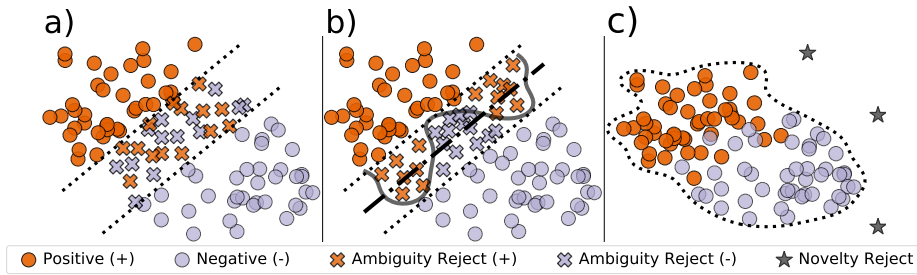 a) b) c)
Positive (+) Negative (-) Ambiguity Reject (+) Ambiguity Reject (-) Novelty Reject